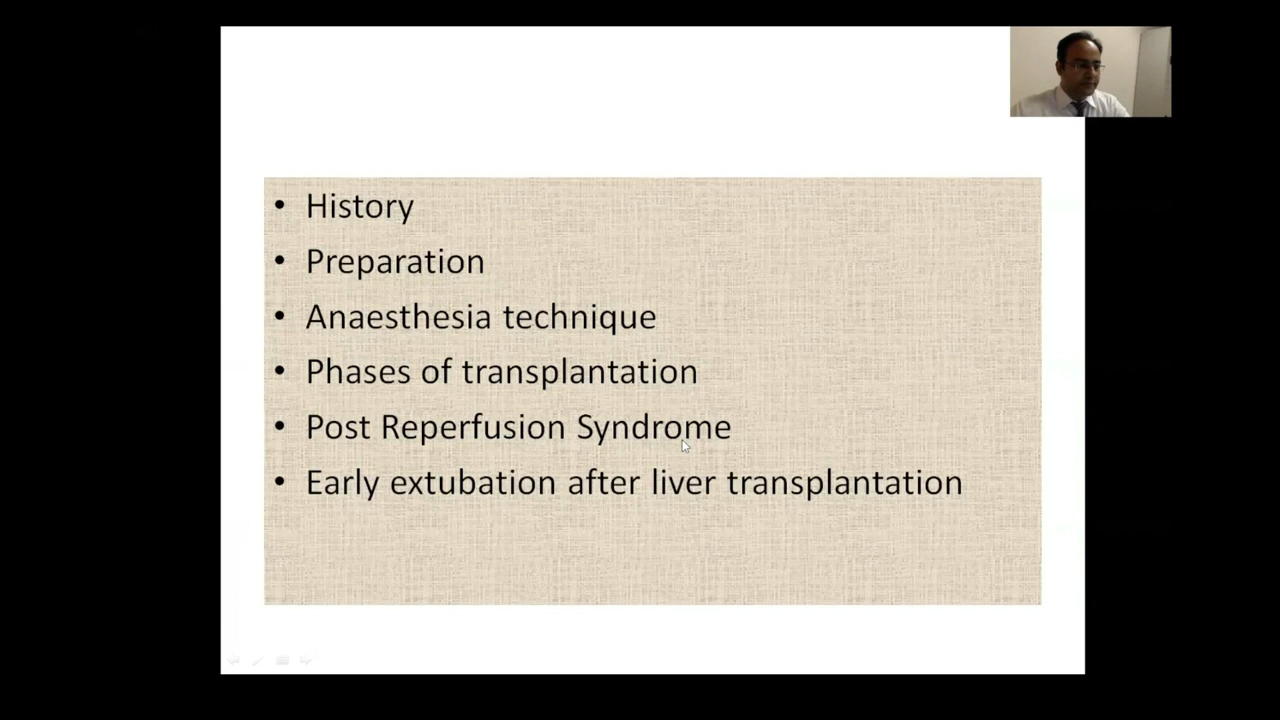 • History
• Preparation
• Anaesthesia technique
• Phases of transplantation
• Post Reperfusion Syndrome
• Early extubation after liver transplantation